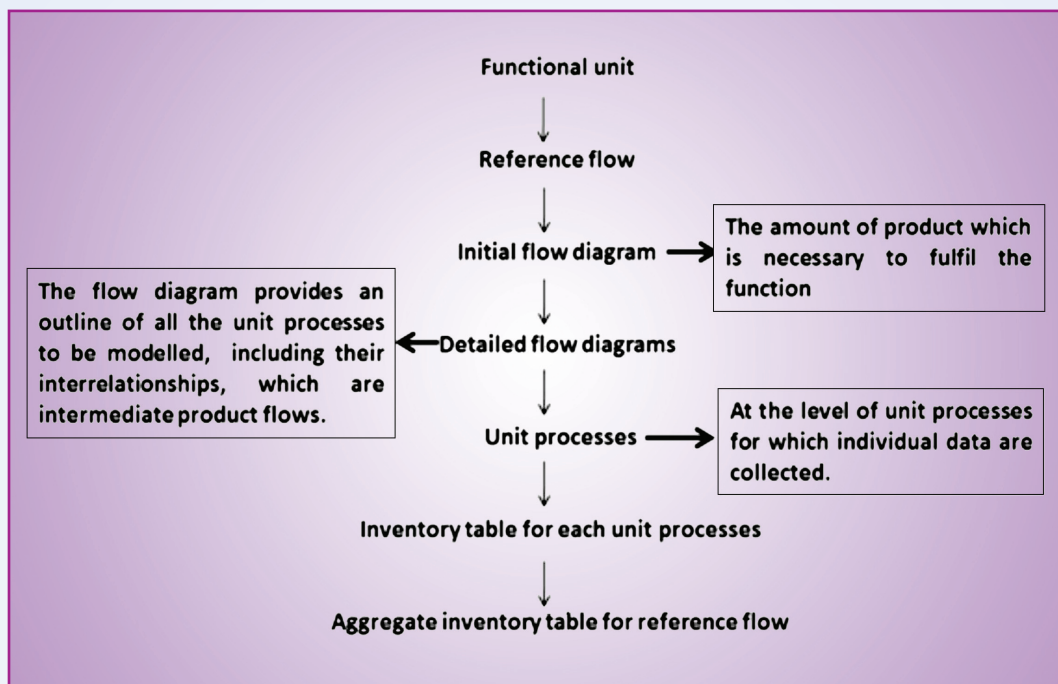 Functional unit
Reference flow
Initial flow diagram
The amount of product which
is necessary to fulfil the
function
The flow diagram provides an
outline of all the unit processes
to be modelled, including their
interrelationships, which are
intermediate product flows.
Detailed flow diagrams
Unit processes
At the level of unit processes
for which individual data are
collected.
Inventory table for each unit processes
Aggregate inventory table for reference flow